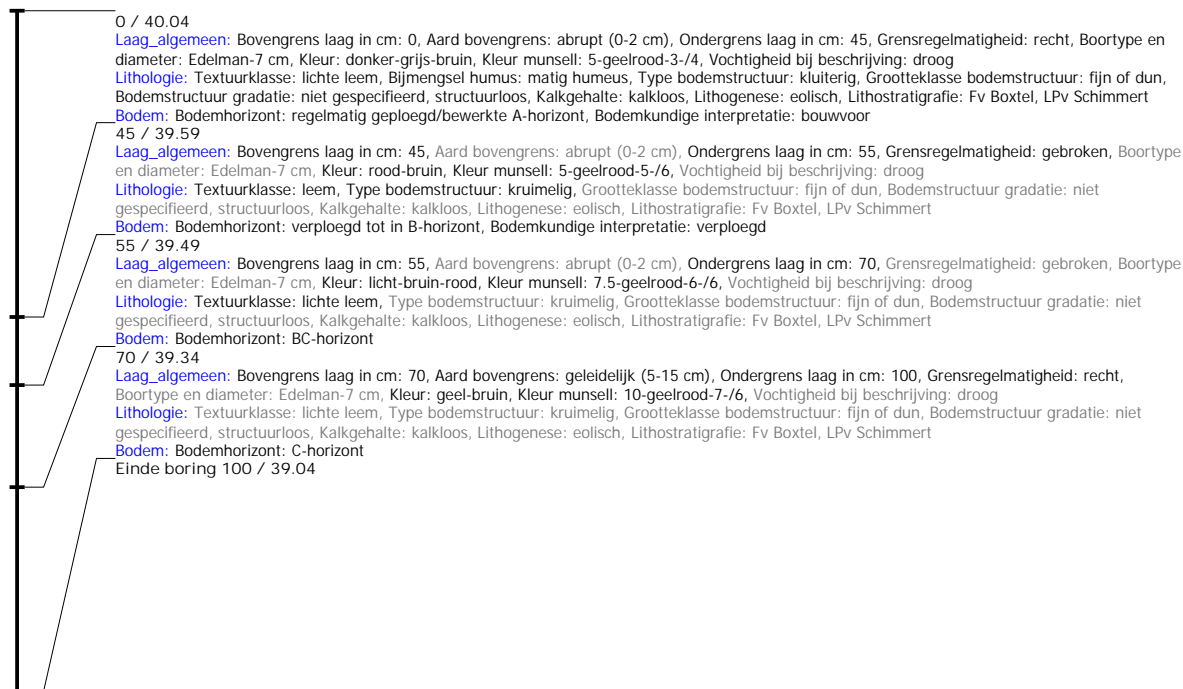 0 / 40.04
Laag_algemeen: Bovengrens laag in cm: 0, Aard bovengrens: abrupt (0-2 cm), Ondergrens laag in cm: 45, Grensregelmatigheid: recht, Boortype en
diameter: Edelman-7 cm, Kleur: donker-grijs-bruin, Kleur munsell: 5-geelrood-3-/4, Vochtigheid bij beschrijving: droog
Lithologie: Textuurklasse: lichte leem, Bijmengsel humus: matig humeus, Type bodemstructuur: kluiterig, Grootteklasse bodemstructuur: fijn of dun,
Bodemstructuur gradatie: niet gespecifieerd, structuurloos, Kalkgehalte: kalkloos, Lithogenese: eolisch, Lithostratigrafie: Fv Boxtel, LPv Schimmert
Bodem: Bodemhorizont: regelmatig geploegd/bewerkte A-horizont, Bodemkundige interpretatie: bouwvoor
45 / 39.59
Laag_algemeen: Bovengrens laag in cm: 45, Aard bovengrens: abrupt (0-2 cm), Ondergrens laag in cm: 55, Grensregelmatigheid: gebroken, Boortype
en diameter: Edelman-7 cm, Kleur: rood-bruin, Kleur munsell: 5-geelrood-5-/6, Vochtigheid bij beschrijving: droog
Lithologie: Textuurklasse: leem, Type bodemstructuur: kruimelig, Grootteklasse bodemstructuur: fijn of dun, Bodemstructuur gradatie: niet
gespecifieerd, structuurloos, Kalkgehalte: kalkloos, Lithogenese: eolisch, Lithostratigrafie: Fv Boxtel, LPv Schimmert
Bodem: Bodemhorizont: verploegd tot in B-horizont, Bodemkundige interpretatie: verploegd
55 / 39.49
Laag_algemeen: Bovengrens laag in cm: 55, Aard bovengrens: abrupt (0-2 cm), Ondergrens laag in cm: 70, Grensregelmatigheid: gebroken, Boortype
en diameter: Edelman-7 cm, Kleur: licht-bruin-rood, Kleur munsell: 7.5-geelrood-6-/6, Vochtigheid bij beschrijving: droog
Lithologie: Textuurklasse: lichte leem, Type bodemstructuur: kruimelig, Grootteklasse bodemstructuur: fijn of dun, Bodemstructuur gradatie: niet
gespecifieerd, structuurloos, Kalkgehalte: kalkloos, Lithogenese: eolisch, Lithostratigrafie: Fv Boxtel, LPv Schimmert
Bodem: Bodemhorizont: BC-horizont
70 / 39.34
Laag_algemeen: Bovengrens laag in cm: 70, Aard bovengrens: geleidelijk (5-15 cm), Ondergrens laag in cm: 100, Grensregelmatigheid: recht,
Boortype en diameter: Edelman-7 cm, Kleur: geel-bruin, Kleur munsell: 10-geelrood-7-/6, Vochtigheid bij beschrijving: droog
Lithologie: Textuurklasse: lichte leem, Type bodemstructuur: kruimelig, Grootteklasse bodemstructuur: fijn of dun, Bodemstructuur gradatie: niet
gespecifieerd, structuurloos, Kalkgehalte: kalkloos, Lithogenese: eolisch, Lithostratigrafie: Fv Boxtel, LPv Schimmert
Bodem: Bodemhorizont: C-horizont
Einde boring 100 / 39.04